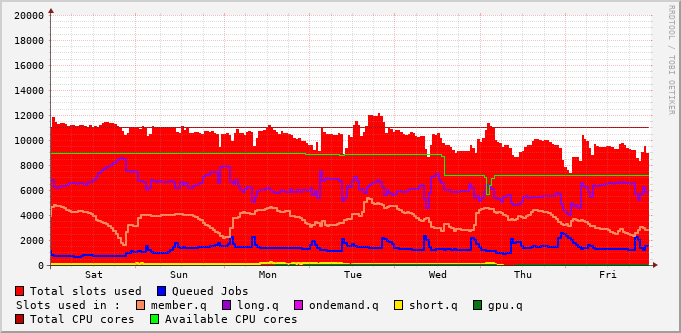 RRDTOOL / TOBI OETIKER
20000
18000
16000
14000
12000
10000
8000
6000
4000
2000
0
Sat Sun Mon Tue Wed Thu Fri
Total slots used Queued Jobs
Slots used in : member.q long.q ondemand.q short.q gpu.q
Total CPU cores Available CPU cores